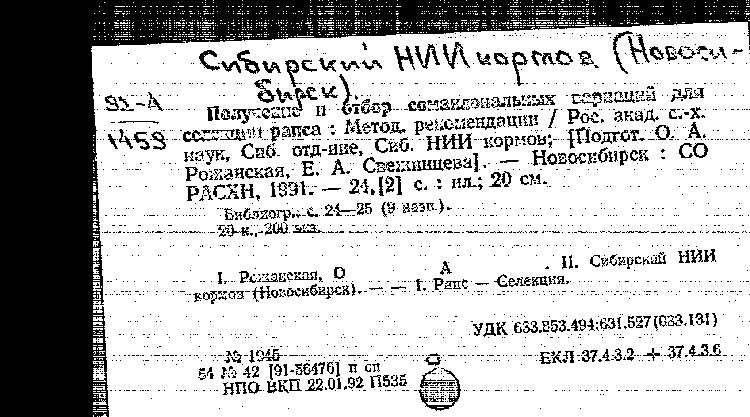 Сибирский НИИ кормов (Новоси-
бирск).
91-А
1459
Получение и отбор сомаклональных вариаций для
селекции рапса : Метод. рекомендации / Рос. акад. с.-х.
наук, Сиб. отд-ние, Сиб. НИИ кормов; [Подгот. О. А.
Рожанская, Е. А. Свежинцева]. — Новосибирск : СО
РАСХН, 1991. — 24,[2] с. : ил.; 20 см.
Библиогр.: с. 24—25 (9 назв.).
20 к., 200 экз.
I. Рожанская, О А . II. Сибирский НИИ
кормов (Новосибирск). — — 1. Рапс — Селекция.
УДК 633.853.494:631.527(083.131)
№ 1945
54 № 42 [91-56476] п сп
БКЛ 37.4.3.2 + 37.4.3.6
НПО ВКП 22.01.92 П535